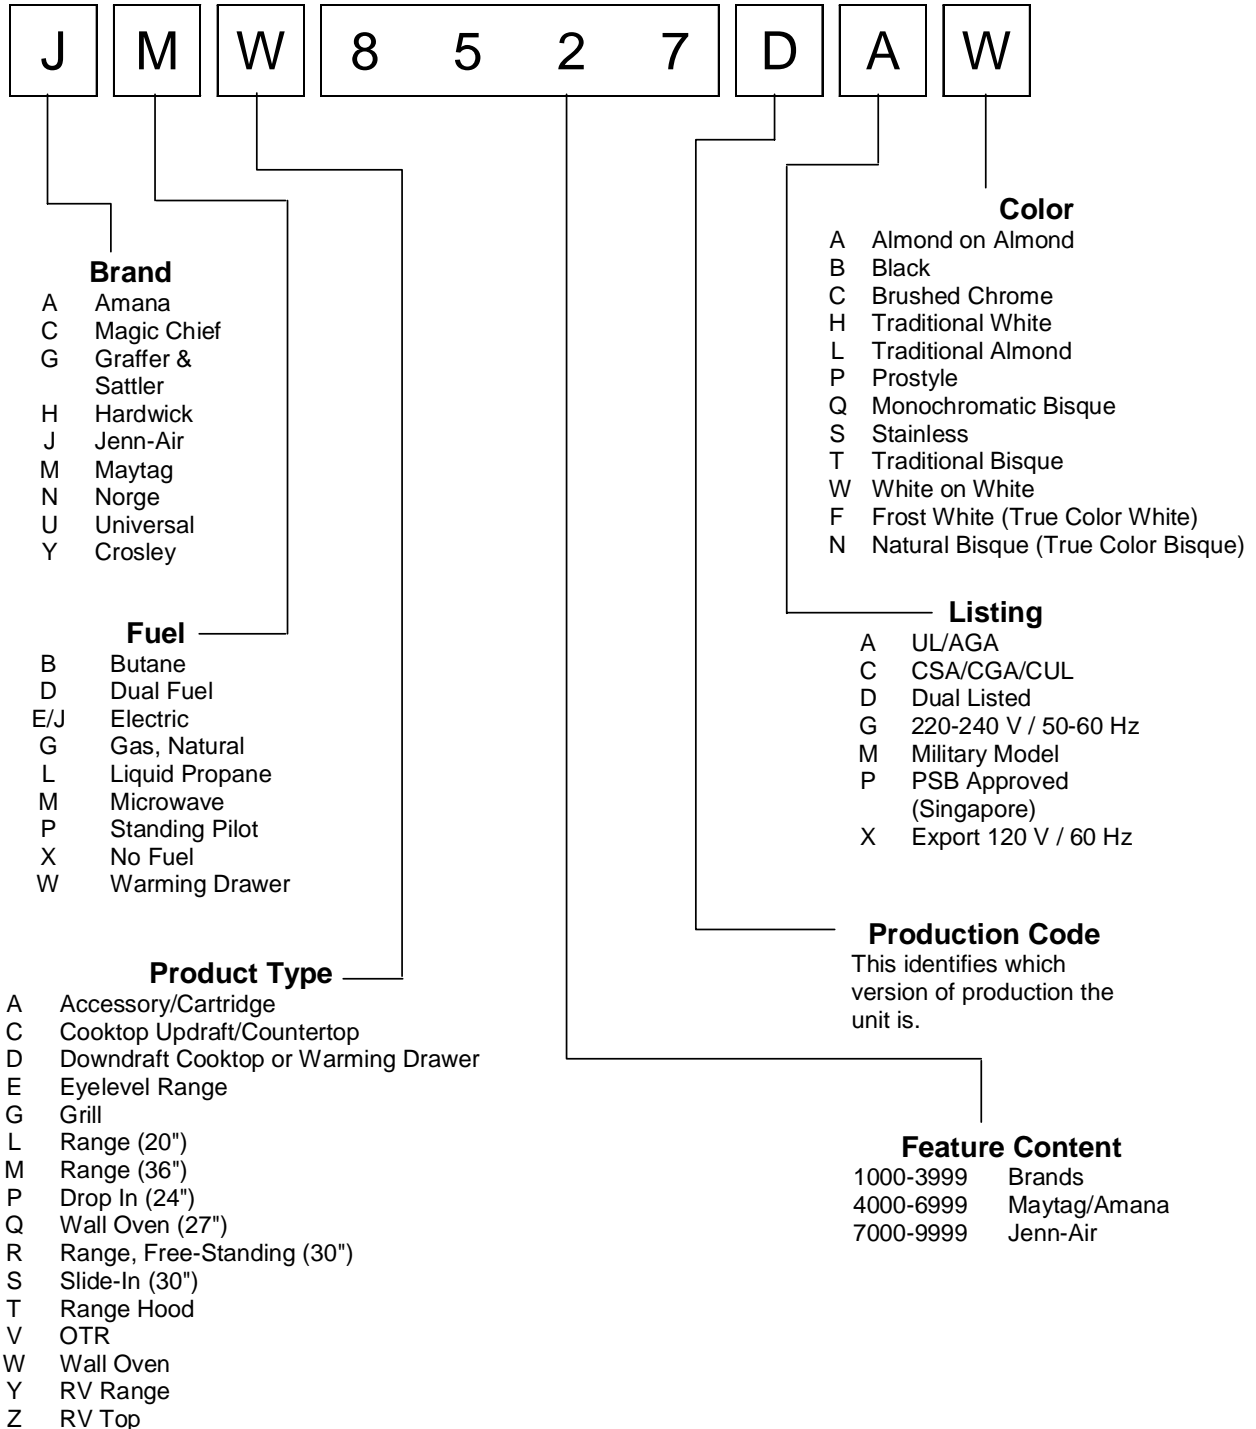 J M W 8 5 2 7 D A W
Color
A Almond on Almond
B Black
C Brushed Chrome
H Traditional White
L Traditional Almond
P Prostyle
Q Monochromatic Bisque
S Stainless
T Traditional Bisque
W White on White
F Frost White (True Color White)
N Natural Bisque (True Color Bisque)
Brand
A Amana
C Magic Chief
G Graffer &
Sattler
H Hardwick
J Jenn-Air
M Maytag
N Norge
U Universal
Y Crosley
Listing
A UL/AGA
C CSA/CGA/CUL
D Dual Listed
G 220-240 V / 50-60 Hz
M Military Model
P PSB Approved
(Singapore)
X Export 120 V / 60 Hz
Fuel
B Butane
D Dual Fuel
E/J Electric
G Gas, Natural
L Liquid Propane
M Microwave
P Standing Pilot
X No Fuel
W Warming Drawer
Production Code
This identifies which
version of production the
unit is.
Product Type
A Accessory/Cartridge
C Cooktop Updraft/Countertop
D Downdraft Cooktop or Warming Drawer
E Eyelevel Range
G Grill
L Range (20")
M Range (36")
P Drop In (24")
Q Wall Oven (27")
R Range, Free-Standing (30")
S Slide-In (30")
T Range Hood
V OTR
W Wall Oven
Y RV Range
Z RV Top
Feature Content
1000-3999 Brands
4000-6999 Maytag/Amana
7000-9999 Jenn-Air